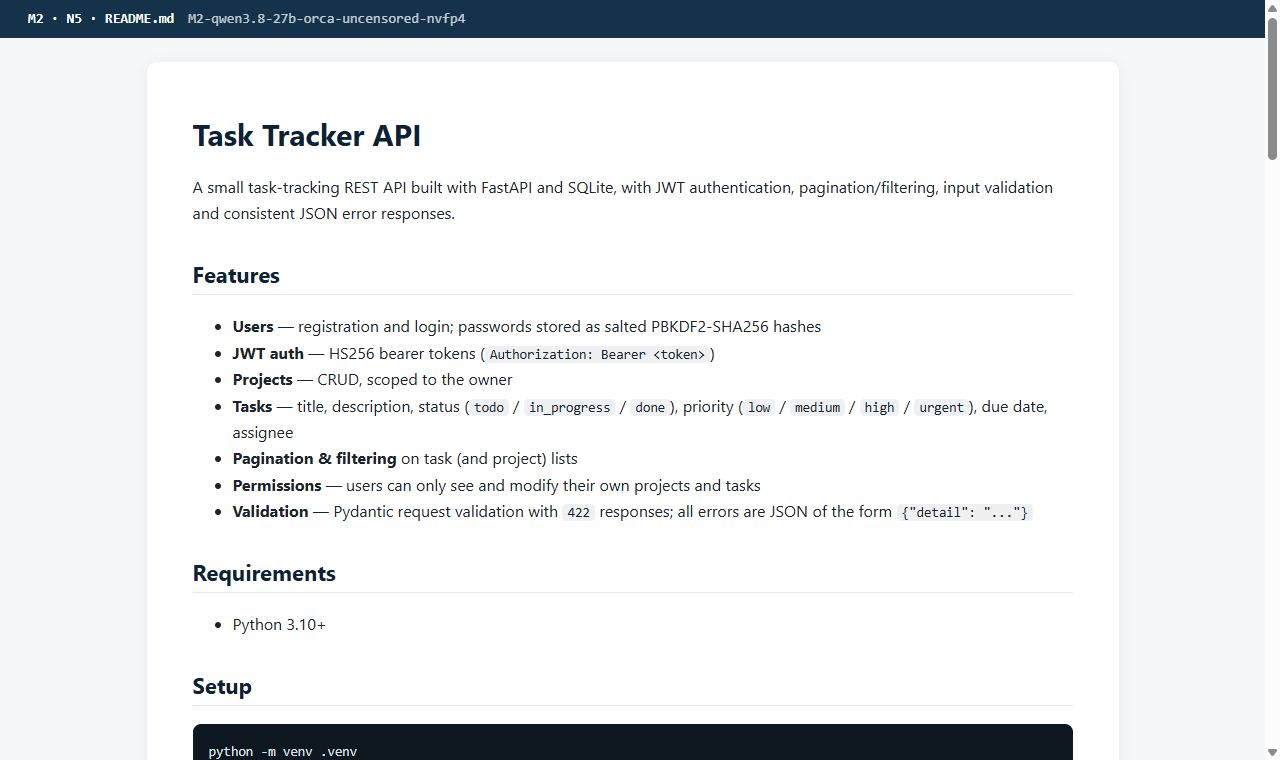 M2 · N5 · README.md M2-qwen3.8-27b-orca-uncensored-nvfp4
Task Tracker API
A small task-tracking REST API built with FastAPI and SQLite, with JWT authentication, pagination/filtering, input validation
and consistent JSON error responses.
Features
• Users — registration and login; passwords stored as salted PBKDF2-SHA256 hashes
• JWT auth — HS256 bearer tokens ( Authorization: Bearer <token> )
• Projects — CRUD, scoped to the owner
• Tasks — title, description, status ( todo / in_progress / done ), priority ( low / medium / high / urgent ), due date,
assignee
• Pagination & filtering on task (and project) lists
• Permissions — users can only see and modify their own projects and tasks
• Validation — Pydantic request validation with 422 responses; all errors are JSON of the form {"detail": "..."}
Requirements
• Python 3.10+
Setup
python -m venv .venv